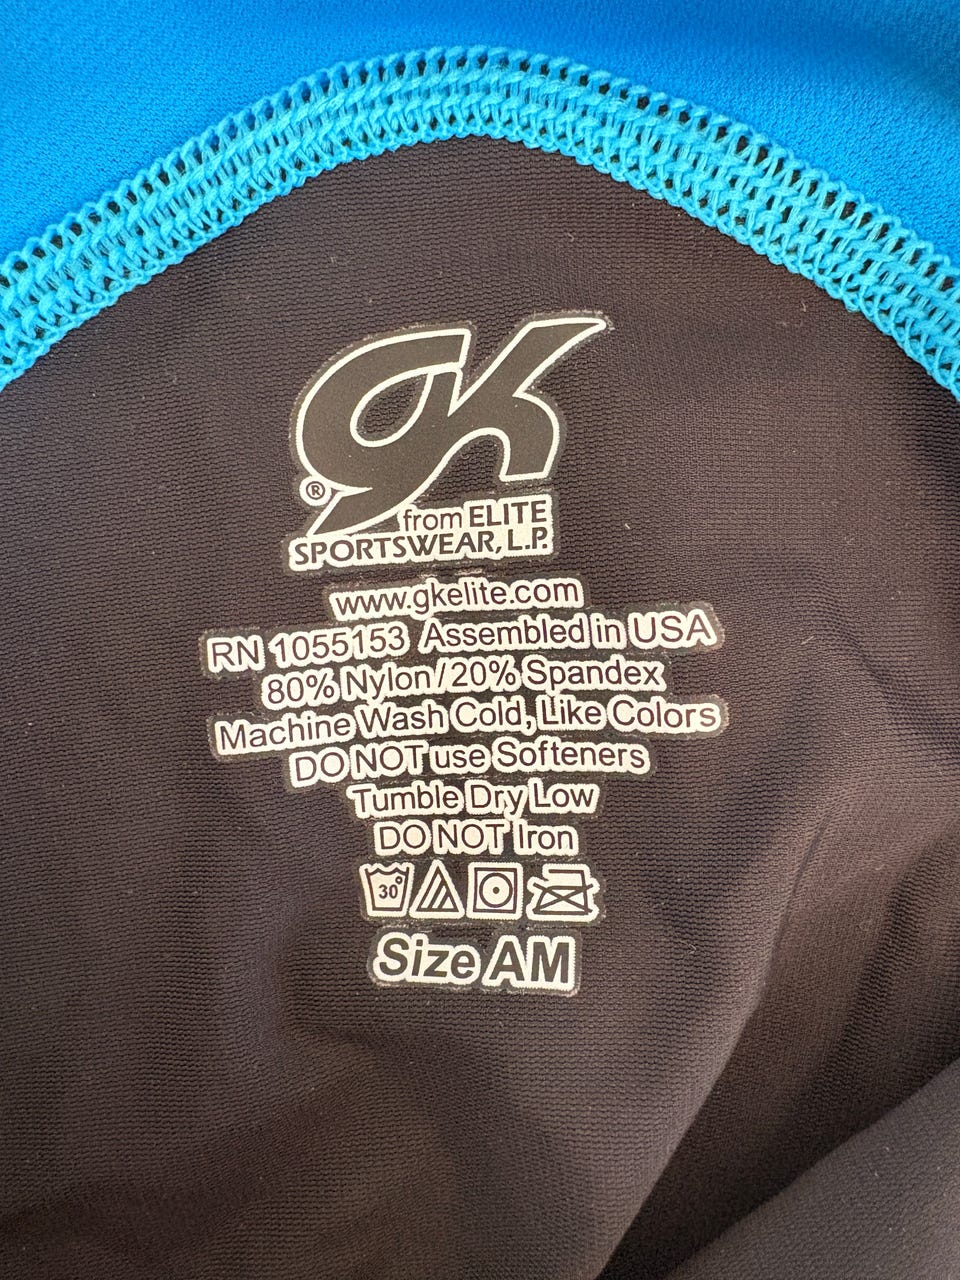 GK
®
from ELITE
SPORTSWEAR, L.P.
www.gkelite.com
RN 1055153 Assembled in USA
80% Nylon/20% Spandex
Machine Wash Cold, Like Colors
DO NOT use Softeners
Tumble Dry Low
DO NOT Iron
30°
Size AM